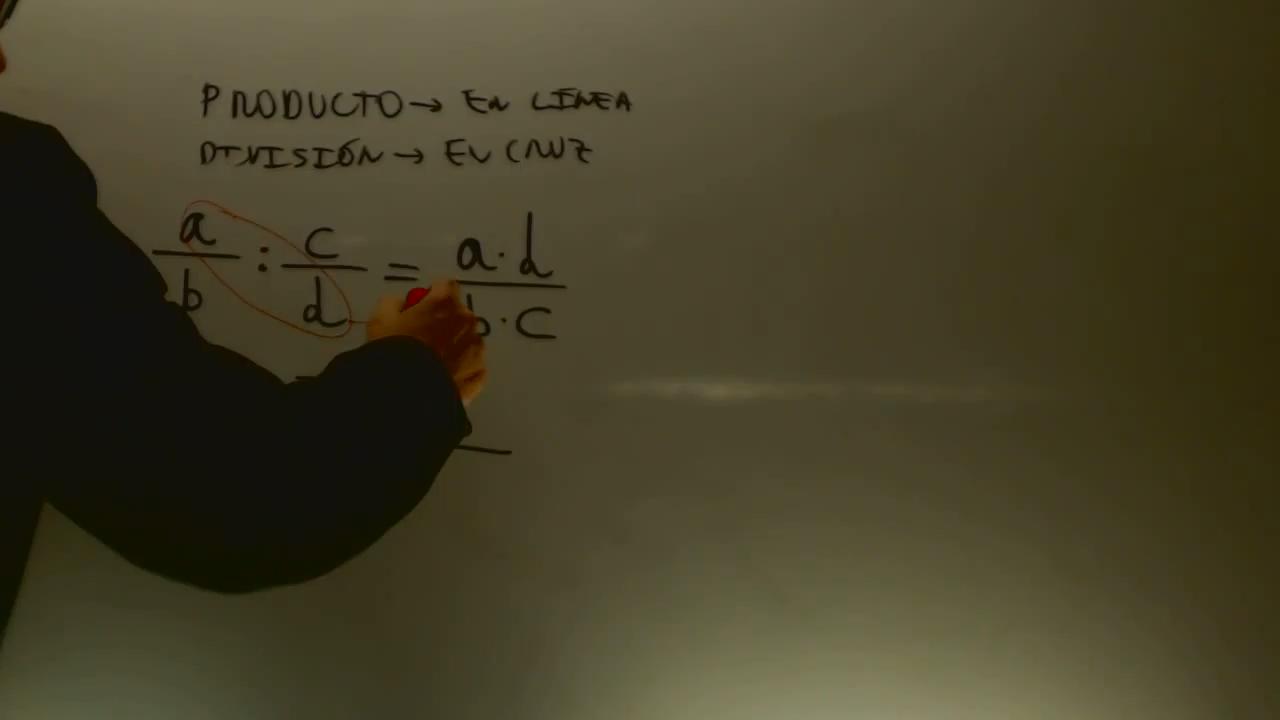 PRODUCTO → EN LÍNEA
DIVISIÓN → EN CRUZ
a/b : c/d = a·d/b·c